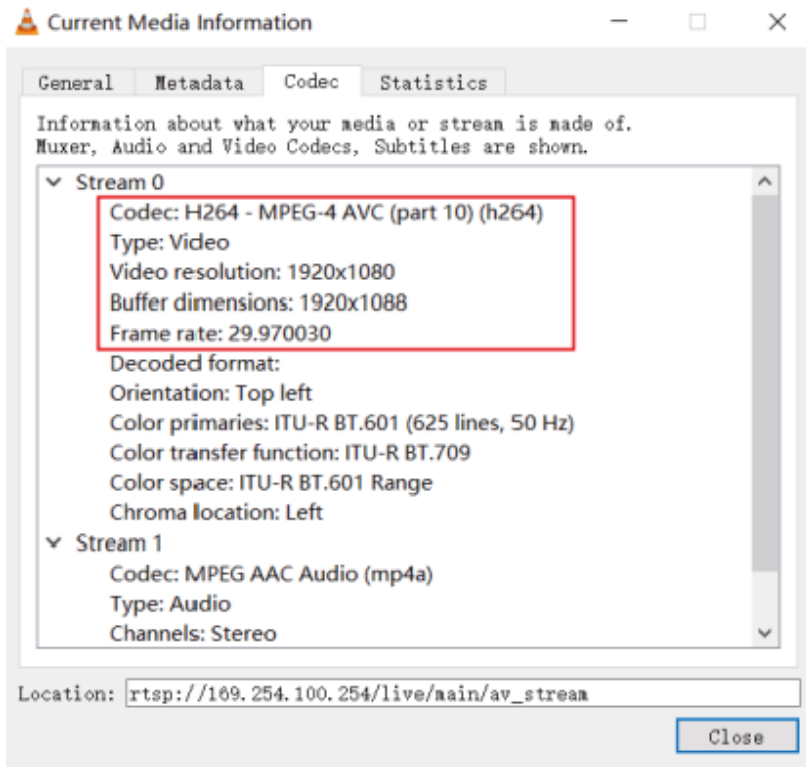 Current Media Information
General Metadata Codec Statistics
Information about what your media or stream is made of.
Muxer, Audio and Video Codecs, Subtitles are shown.
Stream 0
Codec: H264 - MPEG-4 AVC (part 10) (h264)
Type: Video
Video resolution: 1920x1080
Buffer dimensions: 1920x1088
Frame rate: 29.970030
Decoded format:
Orientation: Top left
Color primaries: ITU-R BT.601 (625 lines, 50 Hz)
Color transfer function: ITU-R BT.709
Color space: ITU-R BT.601 Range
Chroma location: Left
Stream 1
Codec: MPEG AAC Audio (mp4a)
Type: Audio
Channels: Stereo
Location: rtsp://169.254.100.254/live/main/av_stream
Close